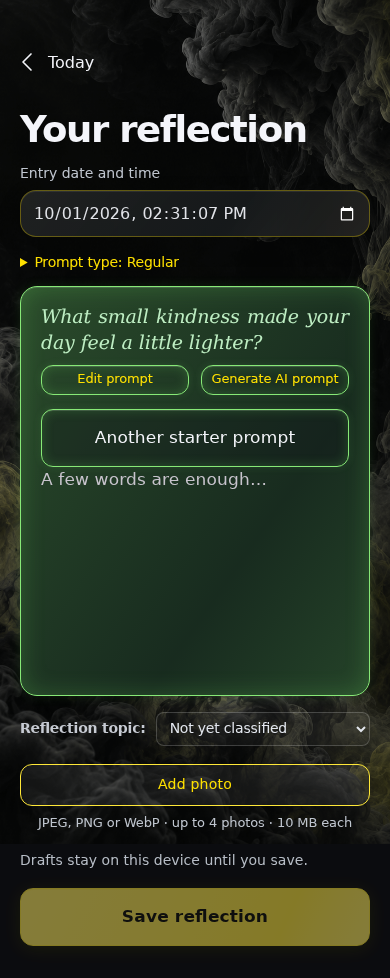 Today
Your reflection
Entry date and time
10/01/2026, 02:31:07 PM
Prompt type: Regular
What small kindness made your
day feel a little lighter?
Edit prompt
Generate AI prompt
Another starter prompt
A few words are enough...
Reflection topic:
Not yet classified
Add photo
JPEG, PNG or WebP · up to 4 photos · 10 MB each
Drafts stay on this device until you save.
Save reflection